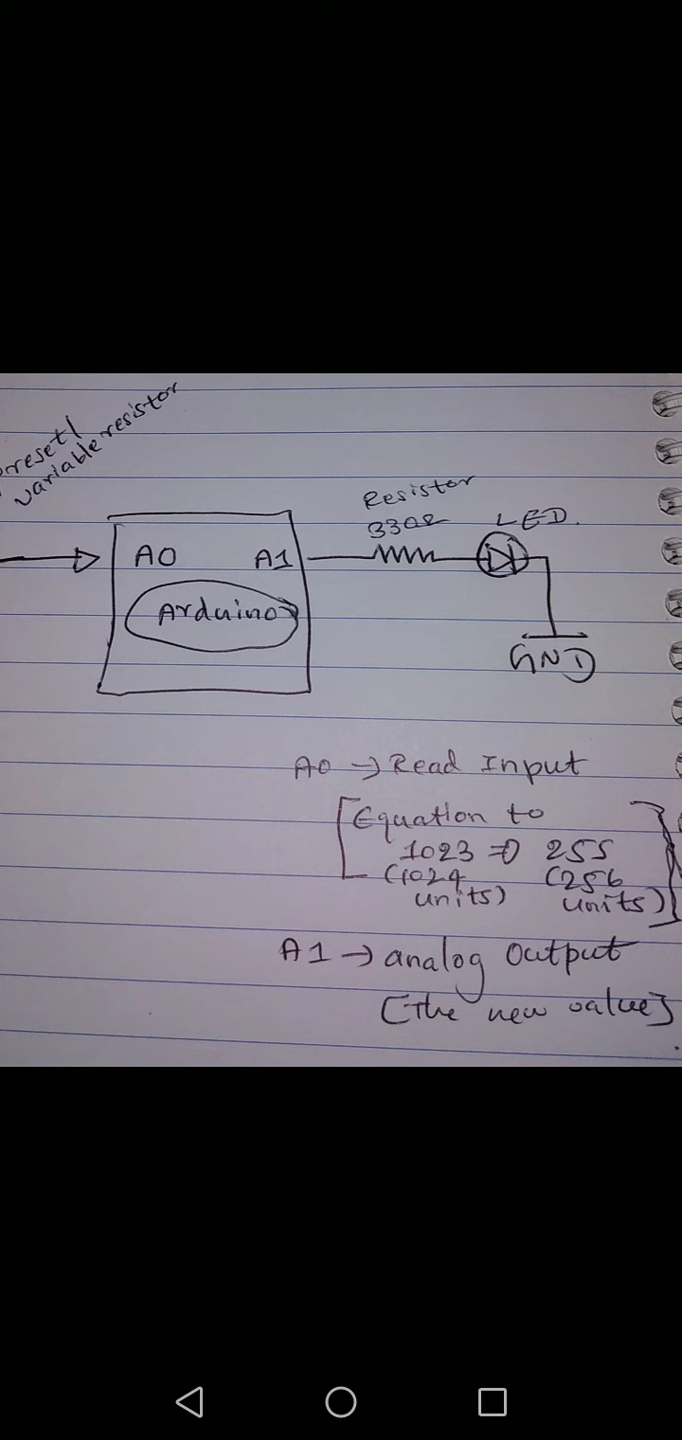 variable resistor
Resistor
330Ω
LED.
A0
A1
Arduino
GND
A0 → Read Input
[Equation to
1023 ⇒ 255
(1024 (256
units) units)]
A1 → analog output
[the new value]